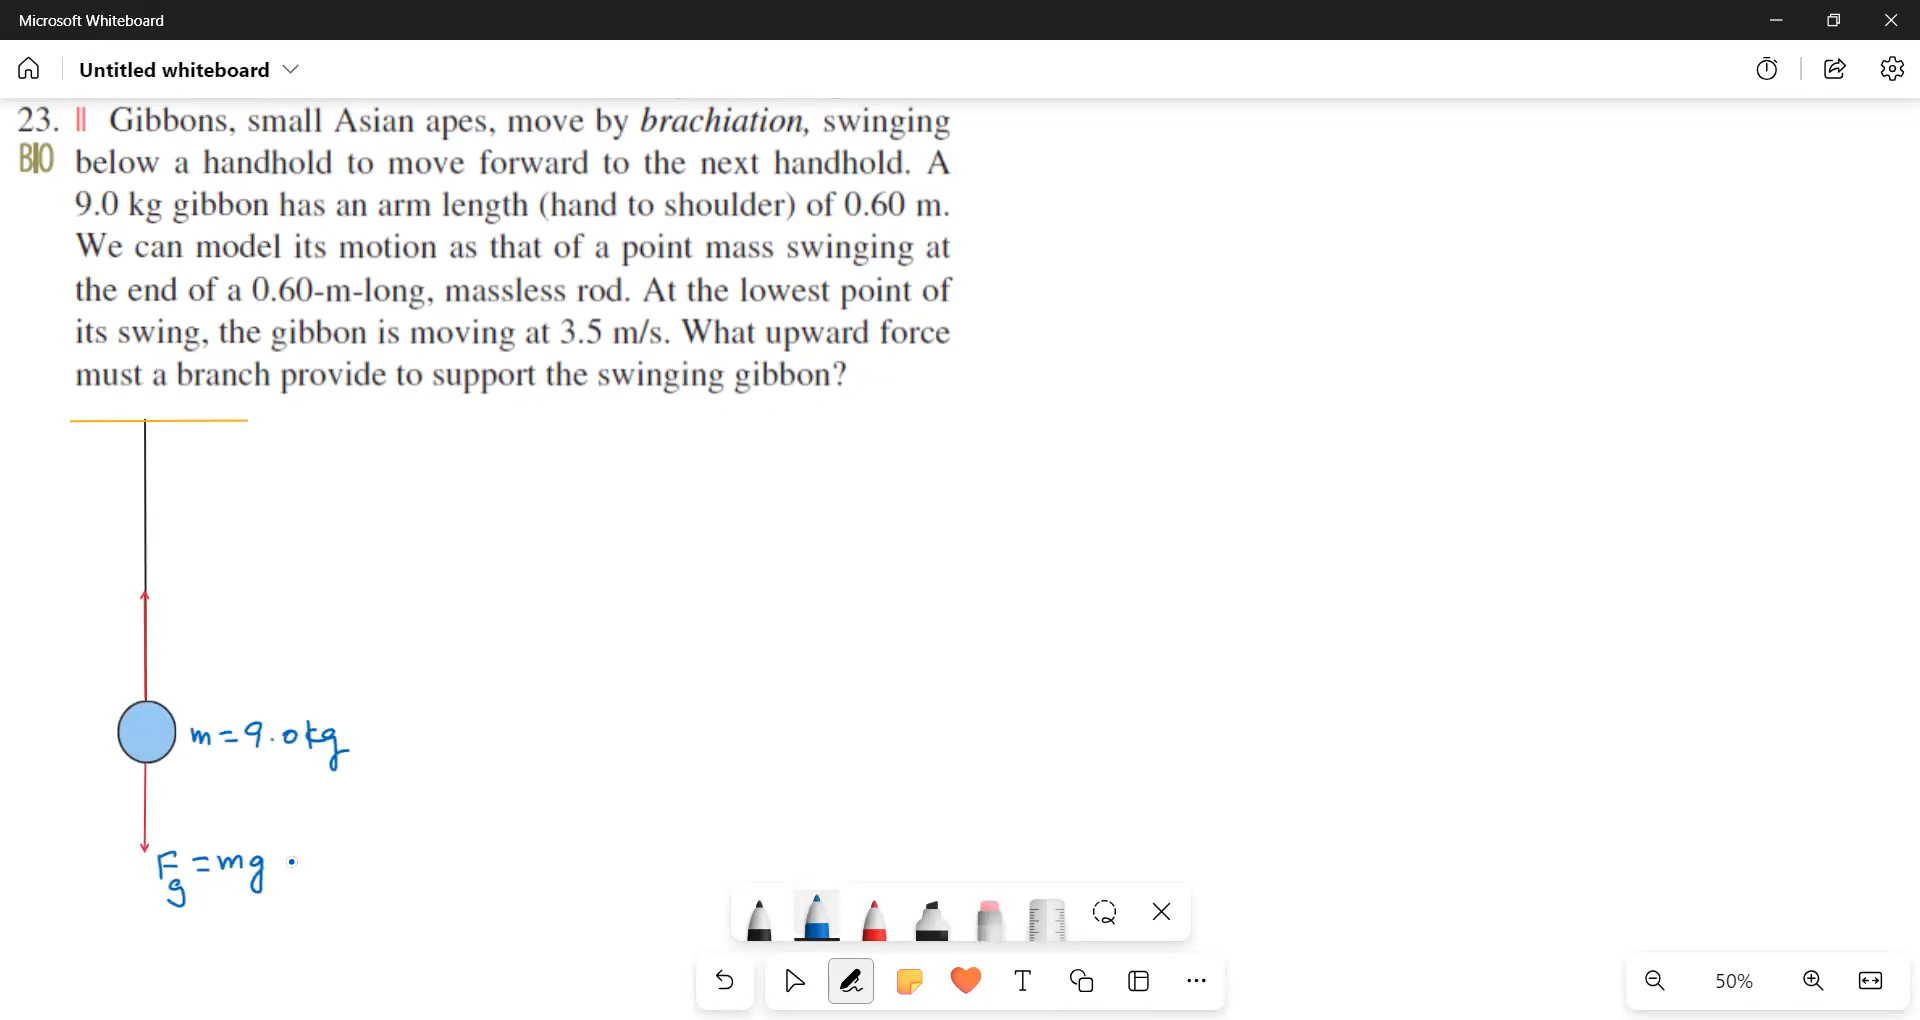 Microsoft Whiteboard
Untitled whiteboard
23. || Gibbons, small Asian apes, move by brachiation, swinging
BIO below a handhold to move forward to the next handhold. A
9.0 kg gibbon has an arm length (hand to shoulder) of 0.60 m.
We can model its motion as that of a point mass swinging at
the end of a 0.60-m-long, massless rod. At the lowest point of
its swing, the gibbon is moving at 3.5 m/s. What upward force
must a branch provide to support the swinging gibbon?
m = 9.0 kg
Fg = mg
T
50%